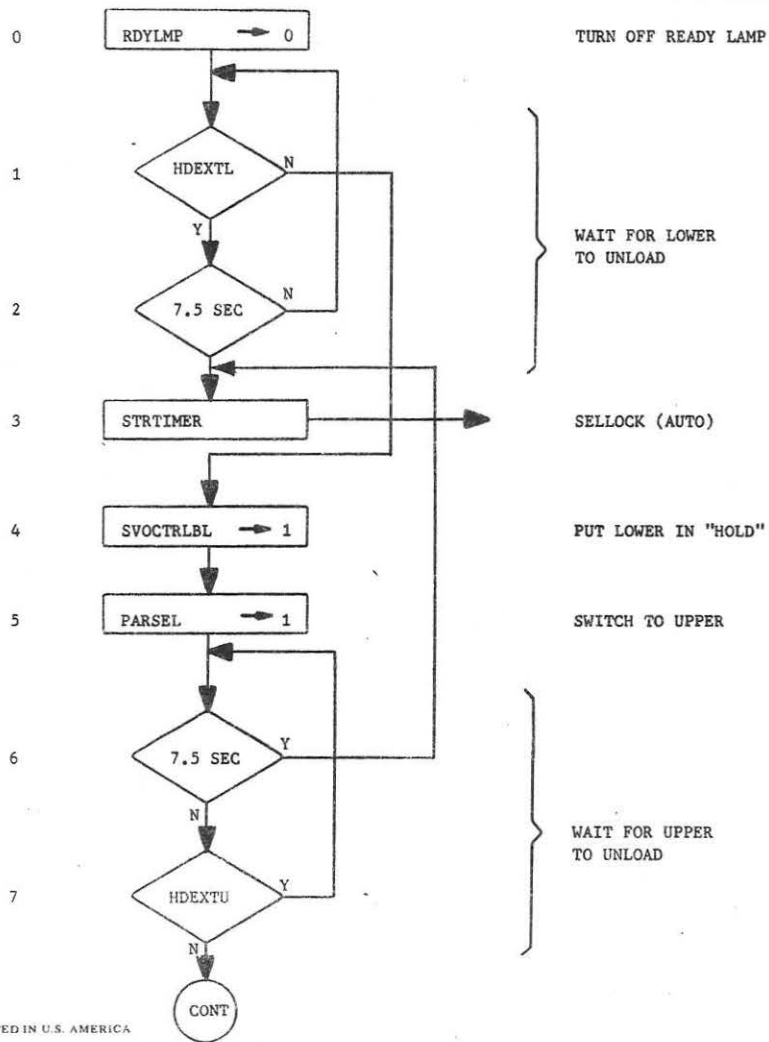 0 RDYLMP → 0 TURN OFF READY LAMP
1 HDEXTL N
Y
WAIT FOR LOWER
TO UNLOAD
2 7.5 SEC N
3 STRTIMER SELLOCK (AUTO)
4 SVOCTRLBL → 1 PUT LOWER IN "HOLD"
5 PARSEL → 1 SWITCH TO UPPER
6 7.5 SEC Y
N
WAIT FOR UPPER
TO UNLOAD
7 HDEXTU Y
N
CONT
TED IN U.S. AMERICA